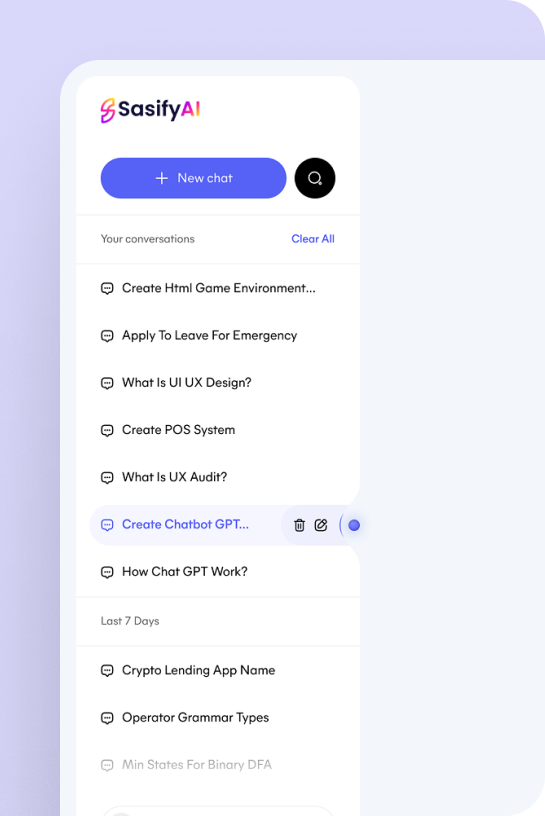 SasifyAI
New chat
Your conversations
Clear All
Create Html Game Environment...
Apply To Leave For Emergency
What Is UI UX Design?
Create POS System
What Is UX Audit?
Create Chatbot GPT...
How Chat GPT Work?
Last 7 Days
Crypto Lending App Name
Operator Grammar Types
Min States For Binary DFA